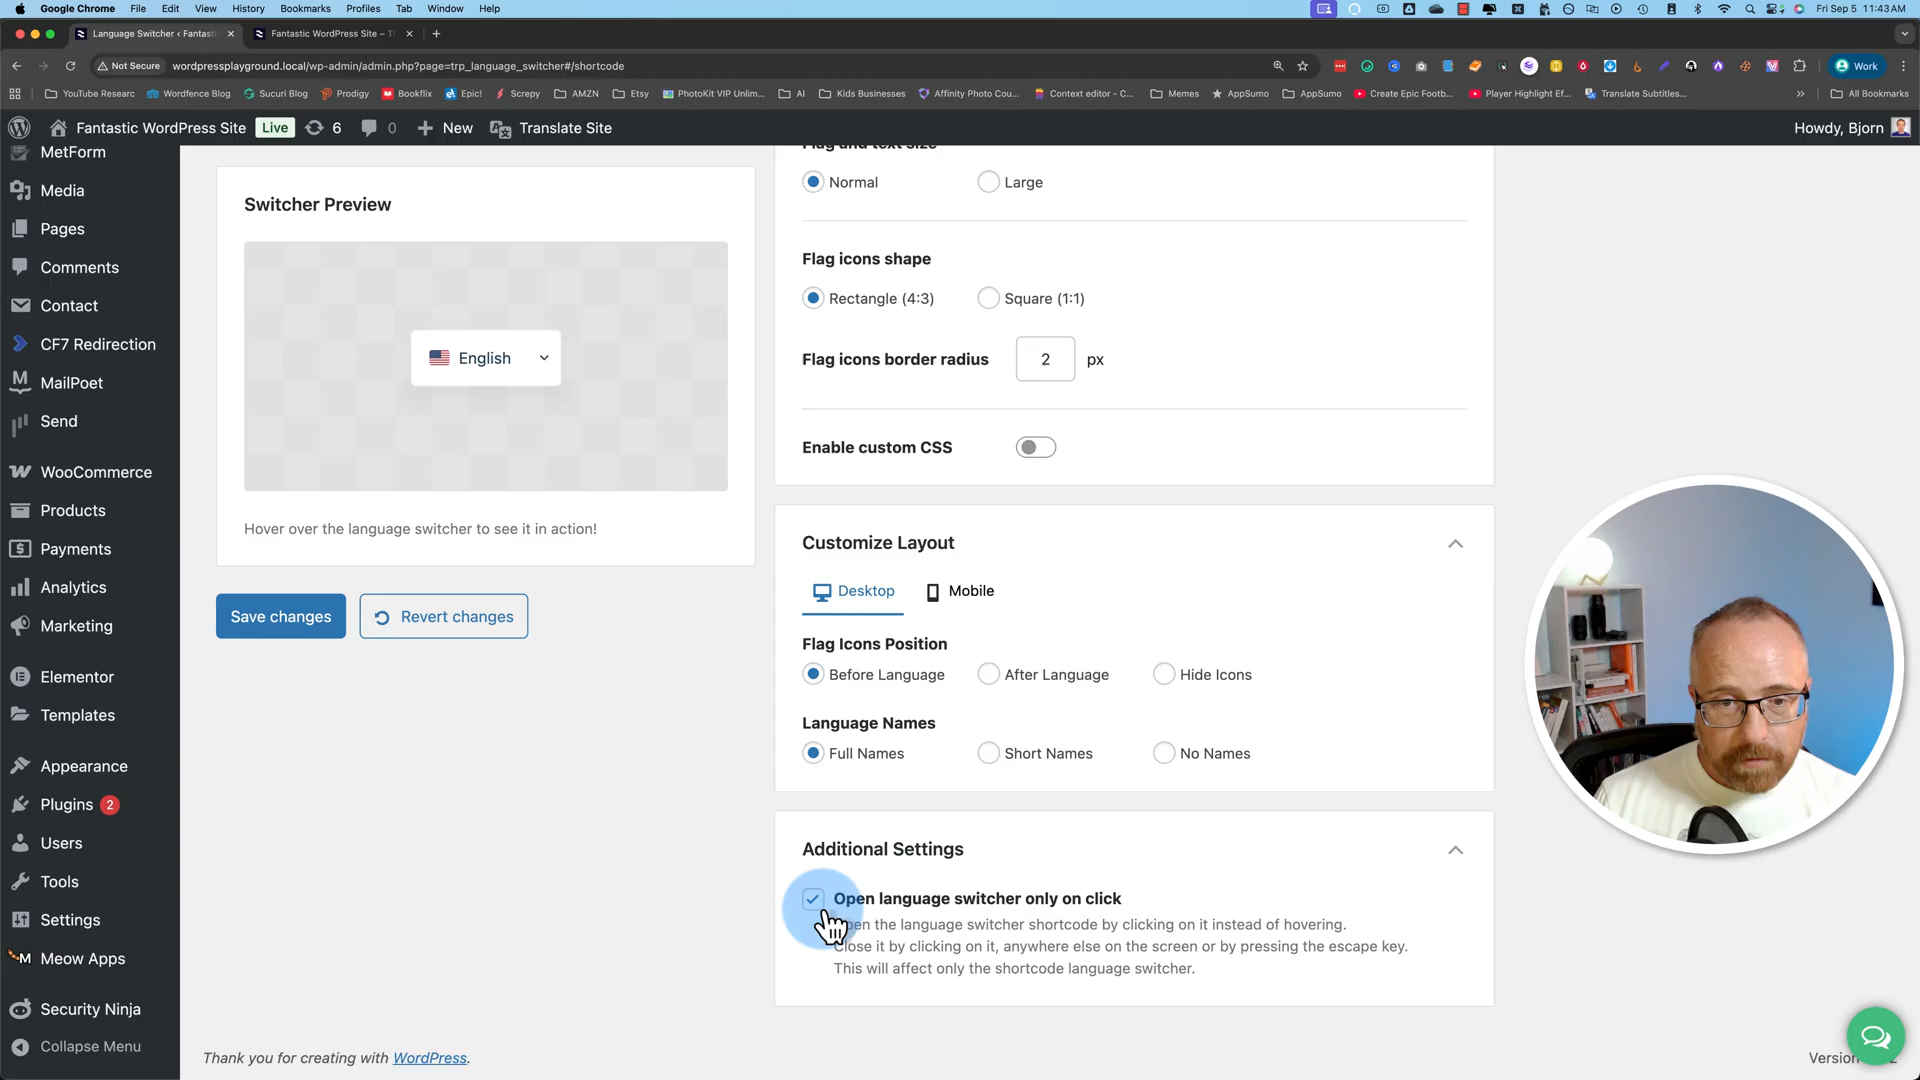 Google Chrome File Edit View History Bookmarks Profiles Tab Window Help Fri Sep 5 11:43 AM
Language Switcher ‹ Fantasti Fantastic WordPress Site – T
Not Secure wordpressplayground.local/wp-admin/admin.php?page=trp_language_switcher#/shortcode Work
YouTube Researc Wordfence Blog Sucuri Blog Prodigy Bookflix Epic! Screpy AMZN Etsy PhotoKit VIP Unlim... AI Kids Businesses Affinity Photo Cou... Context editor - C... Memes AppSumo AppSumo Create Epic Footb... Player Highlight Ef... Translate Subtitles... All Bookmarks
Fantastic WordPress Site Live 6 0 New Translate Site Howdy, Bjorn
MetForm
Media
Pages
Comments
Contact
CF7 Redirection
MailPoet
Send
WooCommerce
Products
Payments
Analytics
Marketing
Elementor
Templates
Appearance
Plugins 2
Users
Tools
Settings
Meow Apps
Security Ninja
Collapse Menu
Switcher Preview
English
Hover over the language switcher to see it in action!
Save changes Revert changes
Flag and text size
Normal Large
Flag icons shape
Rectangle (4:3) Square (1:1)
Flag icons border radius 2 px
Enable custom CSS
Customize Layout
Desktop Mobile
Flag Icons Position
Before Language After Language Hide Icons
Language Names
Full Names Short Names No Names
Additional Settings
Open language switcher only on click
the language switcher shortcode by clicking on it instead of hovering.
Close it by clicking on it, anywhere else on the screen or by pressing the escape key.
This will affect only the shortcode language switcher.
Thank you for creating with WordPress.
Version